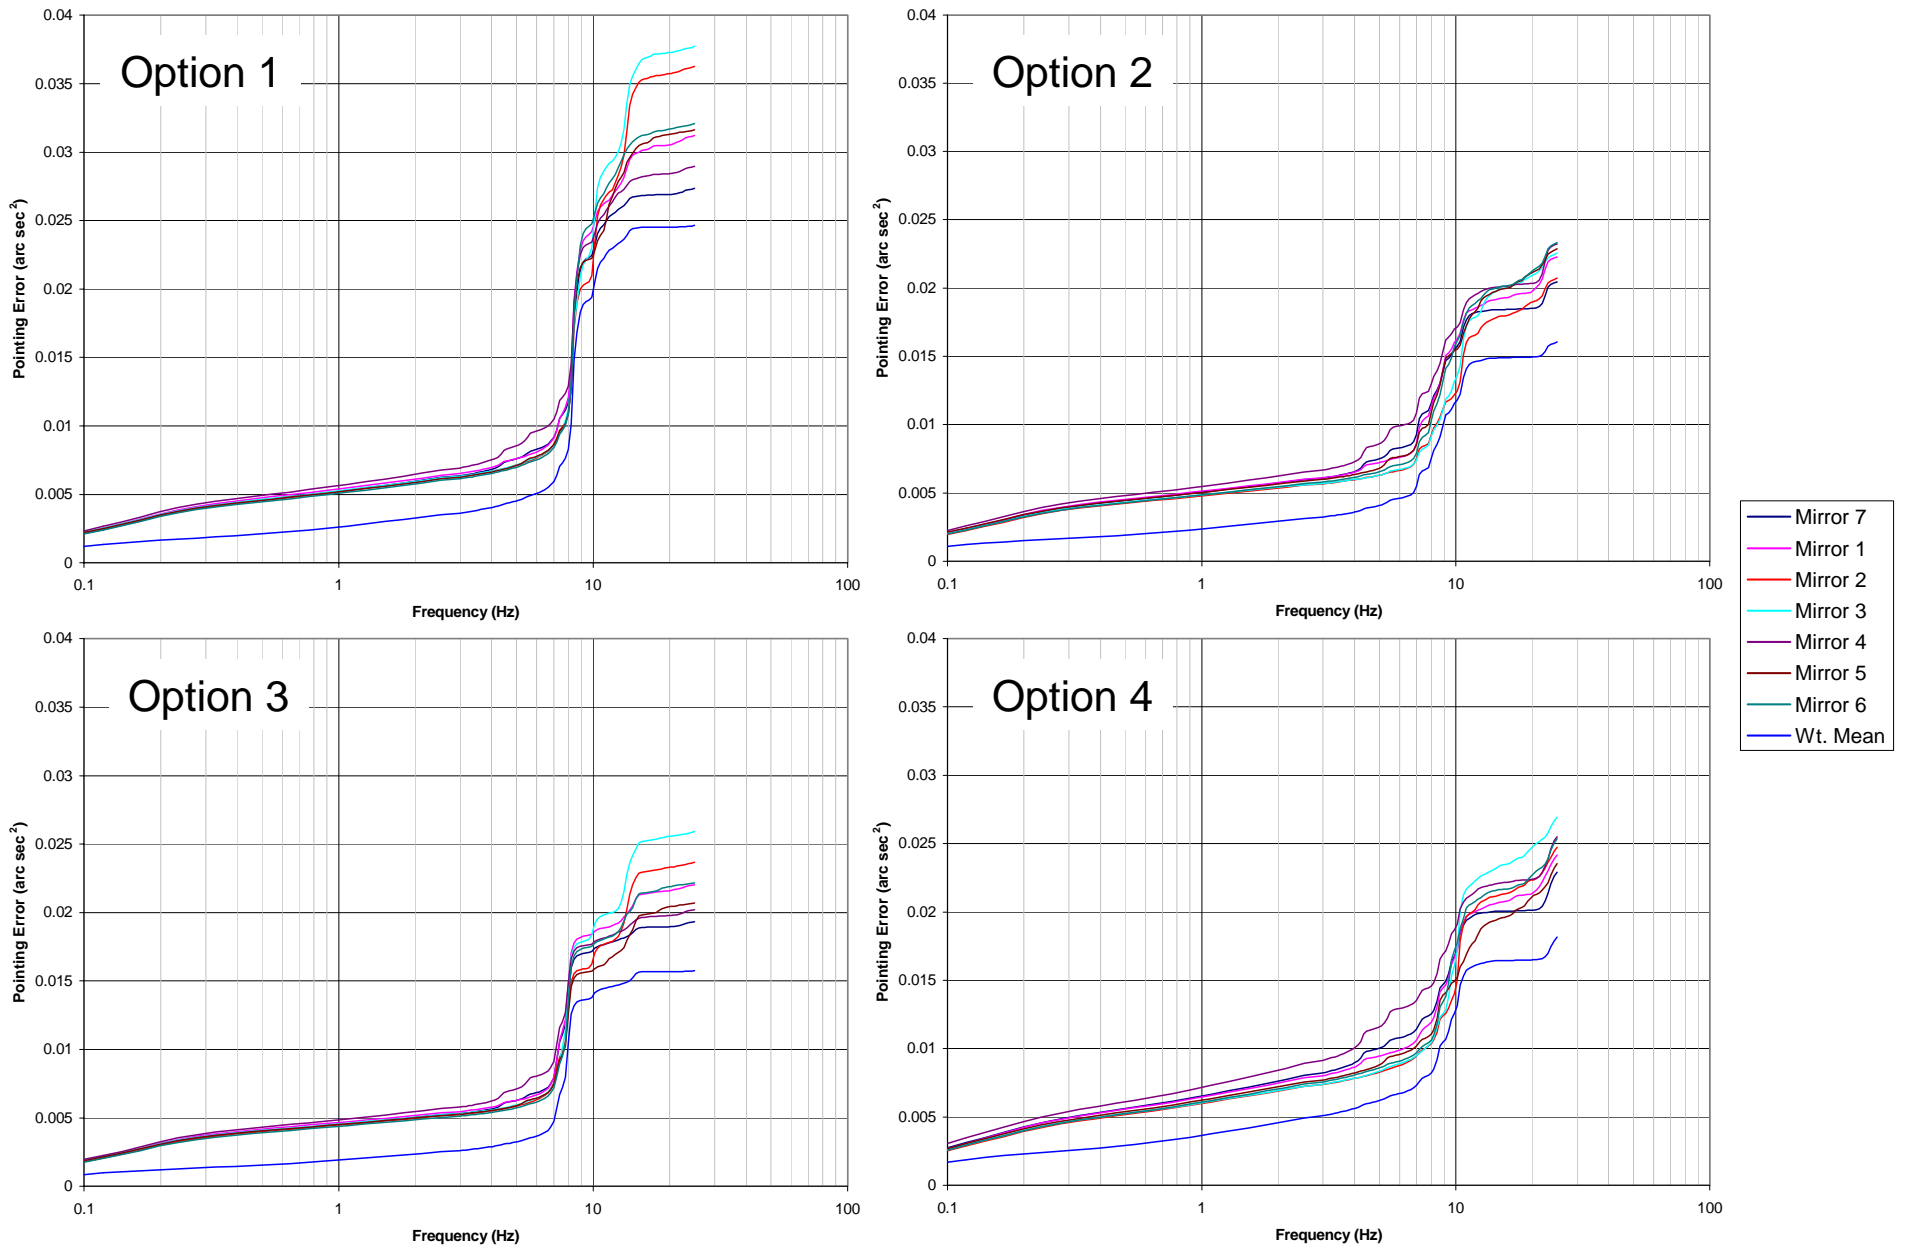 0.04
0.035
0.03
0.025
0.02
0.015
0.01
0.005
0
Pointing Error (arc sec²)
Option 1
0.1
1
10
100
Frequency (Hz)
0.04
0.035
0.03
0.025
0.02
0.015
0.01
0.005
0
Pointing Error (arc sec²)
Option 2
0.1
1
10
100
Frequency (Hz)
0.04
0.035
0.03
0.025
0.02
0.015
0.01
0.005
0
Pointing Error (arc sec²)
Option 3
0.1
1
10
100
Frequency (Hz)
0.04
0.035
0.03
0.025
0.02
0.015
0.01
0.005
0
Pointing Error (arc sec²)
Option 4
0.1
1
10
100
Frequency (Hz)
Mirror 7
Mirror 1
Mirror 2
Mirror 3
Mirror 4
Mirror 5
Mirror 6
Wt. Mean